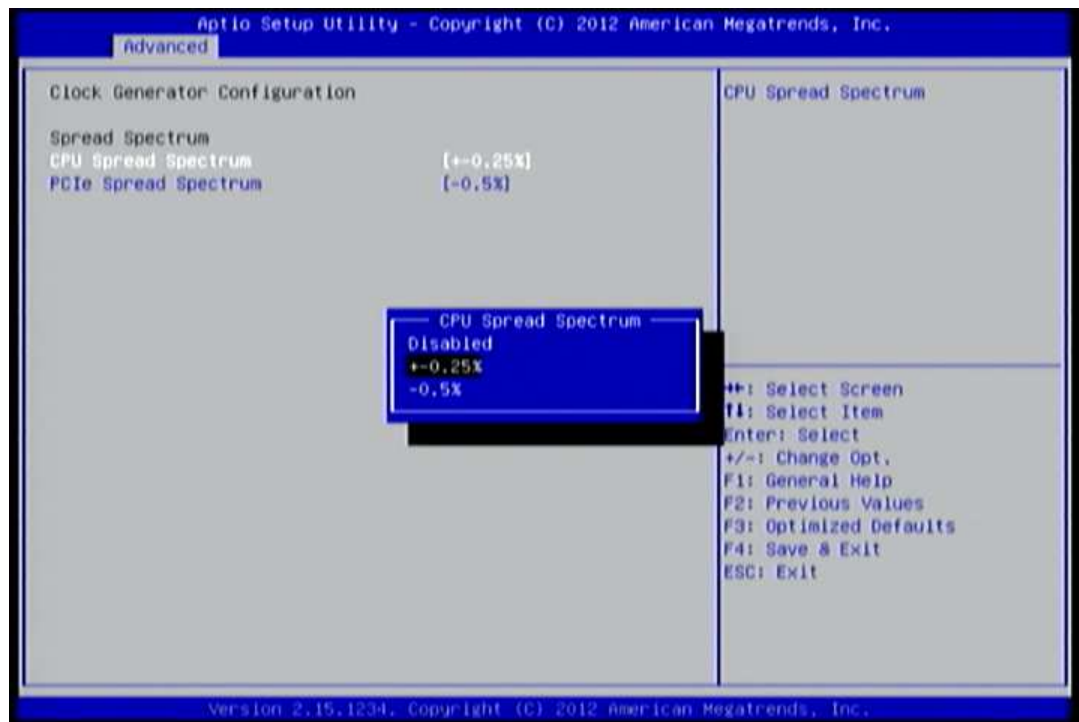 Aptio Setup Utility - Copyright (C) 2012 American Megatrends, Inc.
Advanced
Clock Generator Configuration
Spread Spectrum
CPU Spread Spectrum [+-0.25%]
PCIe Spread Spectrum [-0.5%]
CPU Spread Spectrum
CPU Spread Spectrum
Disabled
+-0.25%
-0.5%
→←: Select Screen
↑↓: Select Item
Enter: Select
+/-: Change Opt.
F1: General Help
F2: Previous Values
F3: Optimized Defaults
F4: Save & Exit
ESC: Exit
Version 2.15.1234. Copyright (C) 2012 American Megatrends, Inc.